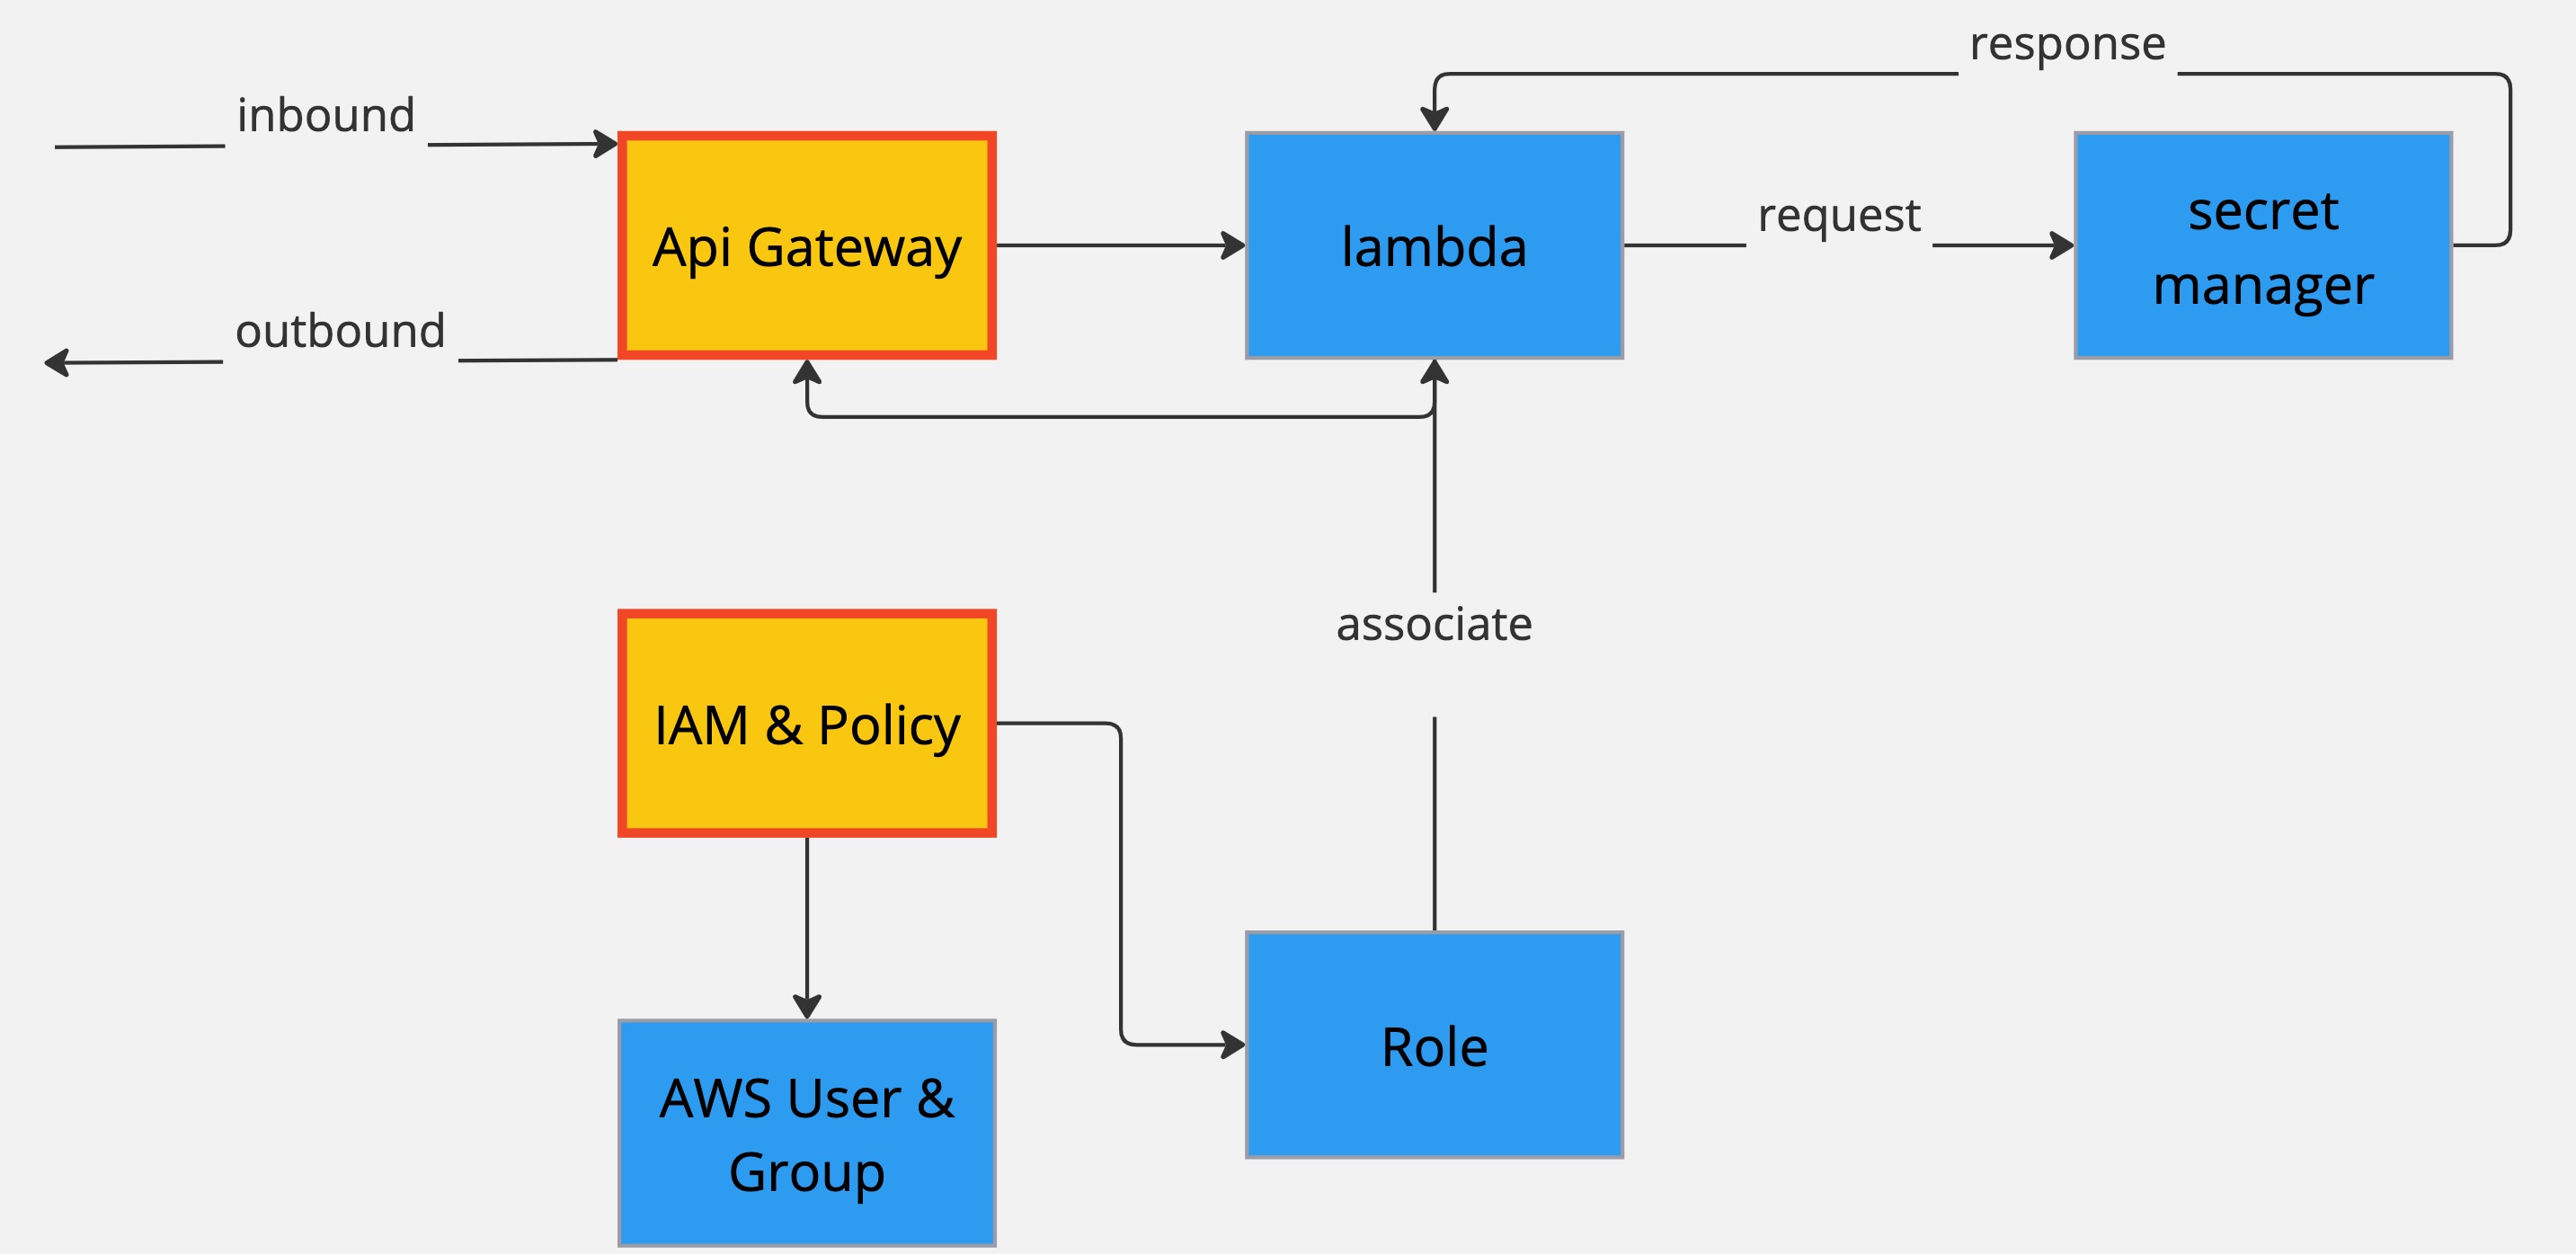 response
inbound
Api Gateway
lambda
request
secret
manager
outbound
associate
IAM & Policy
Role
AWS User &
Group